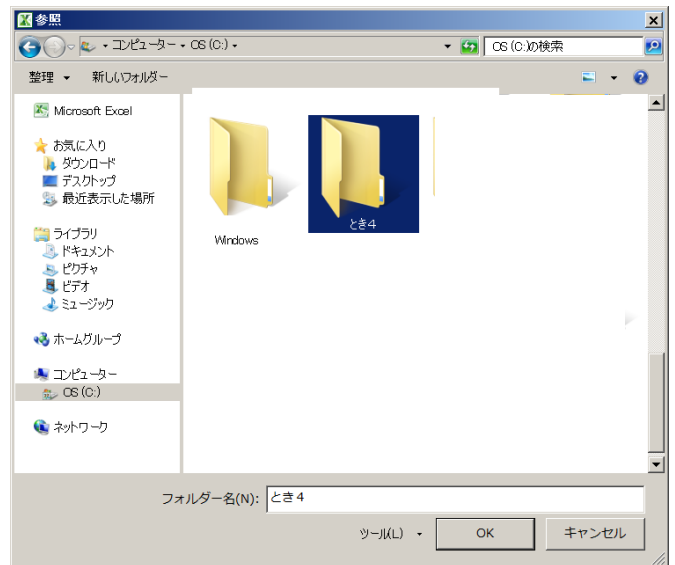 参照
コンピューター OS (C:)
OS (C:)の検索
整理 新しいフォルダー
Microsoft Excel
お気に入り
ダウンロード
デスクトップ
最近表示した場所
ライブラリ
ドキュメント
ピクチャ
ビデオ
ミュージック
ホームグループ
コンピューター
OS (C:)
ネットワーク
Windows
とき4
フォルダー名(N): とき4
ツール(L)
OK
キャンセル